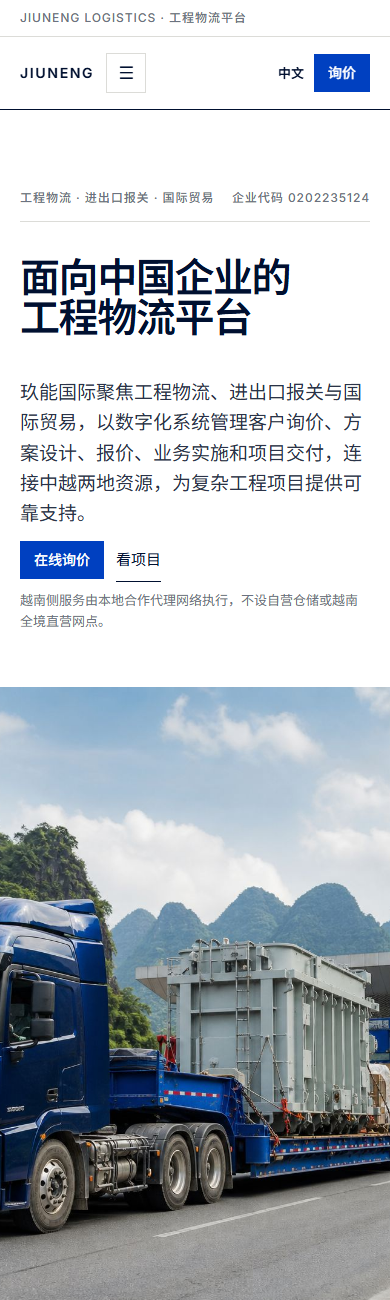 JIUNENG LOGISTICS · 工程物流平台
JIUNENG ☰ 中文 询价
工程物流 · 进出口报关 · 国际贸易 企业代码 0202235124
面向中国企业的
工程物流平台
玖能国际聚焦工程物流、进出口报关与国
际贸易，以数字化系统管理客户询价、方
案设计、报价、业务实施和项目交付，连
接中越两地资源，为复杂工程项目提供可
靠支持。
在线询价 看项目
越南侧服务由本地合作代理网络执行，不设自营仓储或越南
全境直营网点。